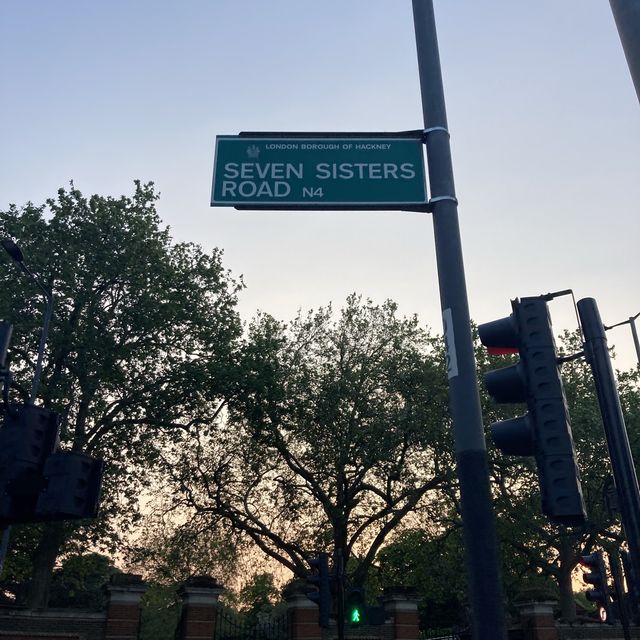 LONDON BOROUGH OF HACKNEY
SEVEN SISTERS
ROAD N4